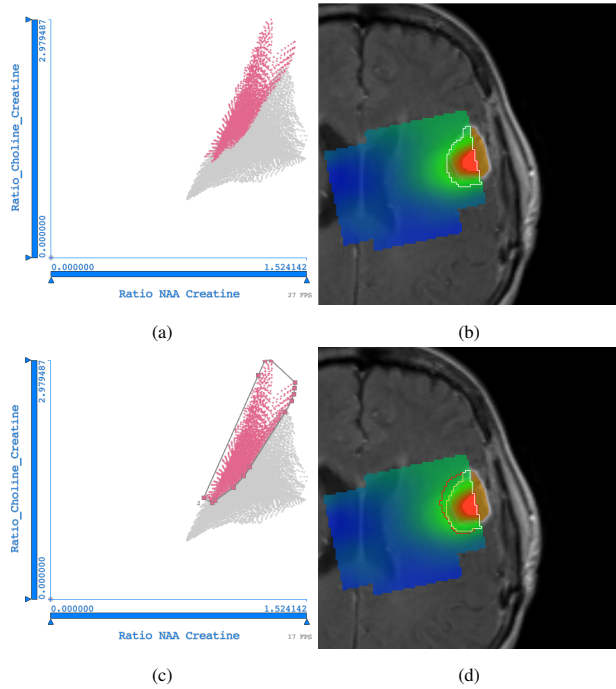 2.979487
Ratio_Choline_Creatine
0.000000
0.000000 1.524142
Ratio NAA Creatine 27 FPS
(a) (b)
2.979487
Ratio_Choline_Creatine
0.000000
0.000000 1.524142
Ratio NAA Creatine 17 FPS
(c) (d)